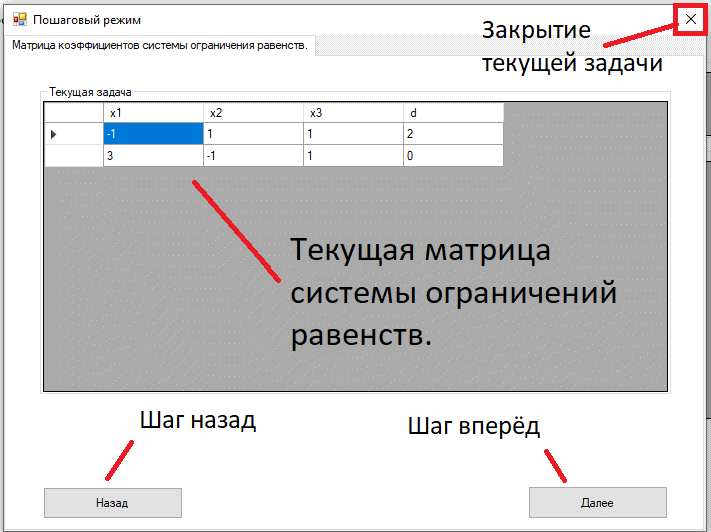 Пошаговый режим
Закрытие
текущей задачи
Матрица коэффициентов системы ограничения равенств.
Текущая задача
x1 x2 x3 d
-1 1 1 2
3 -1 1 0
Текущая матрица
системы ограничений
равенств.
Шаг назад
Шаг вперёд
Назад
Далее